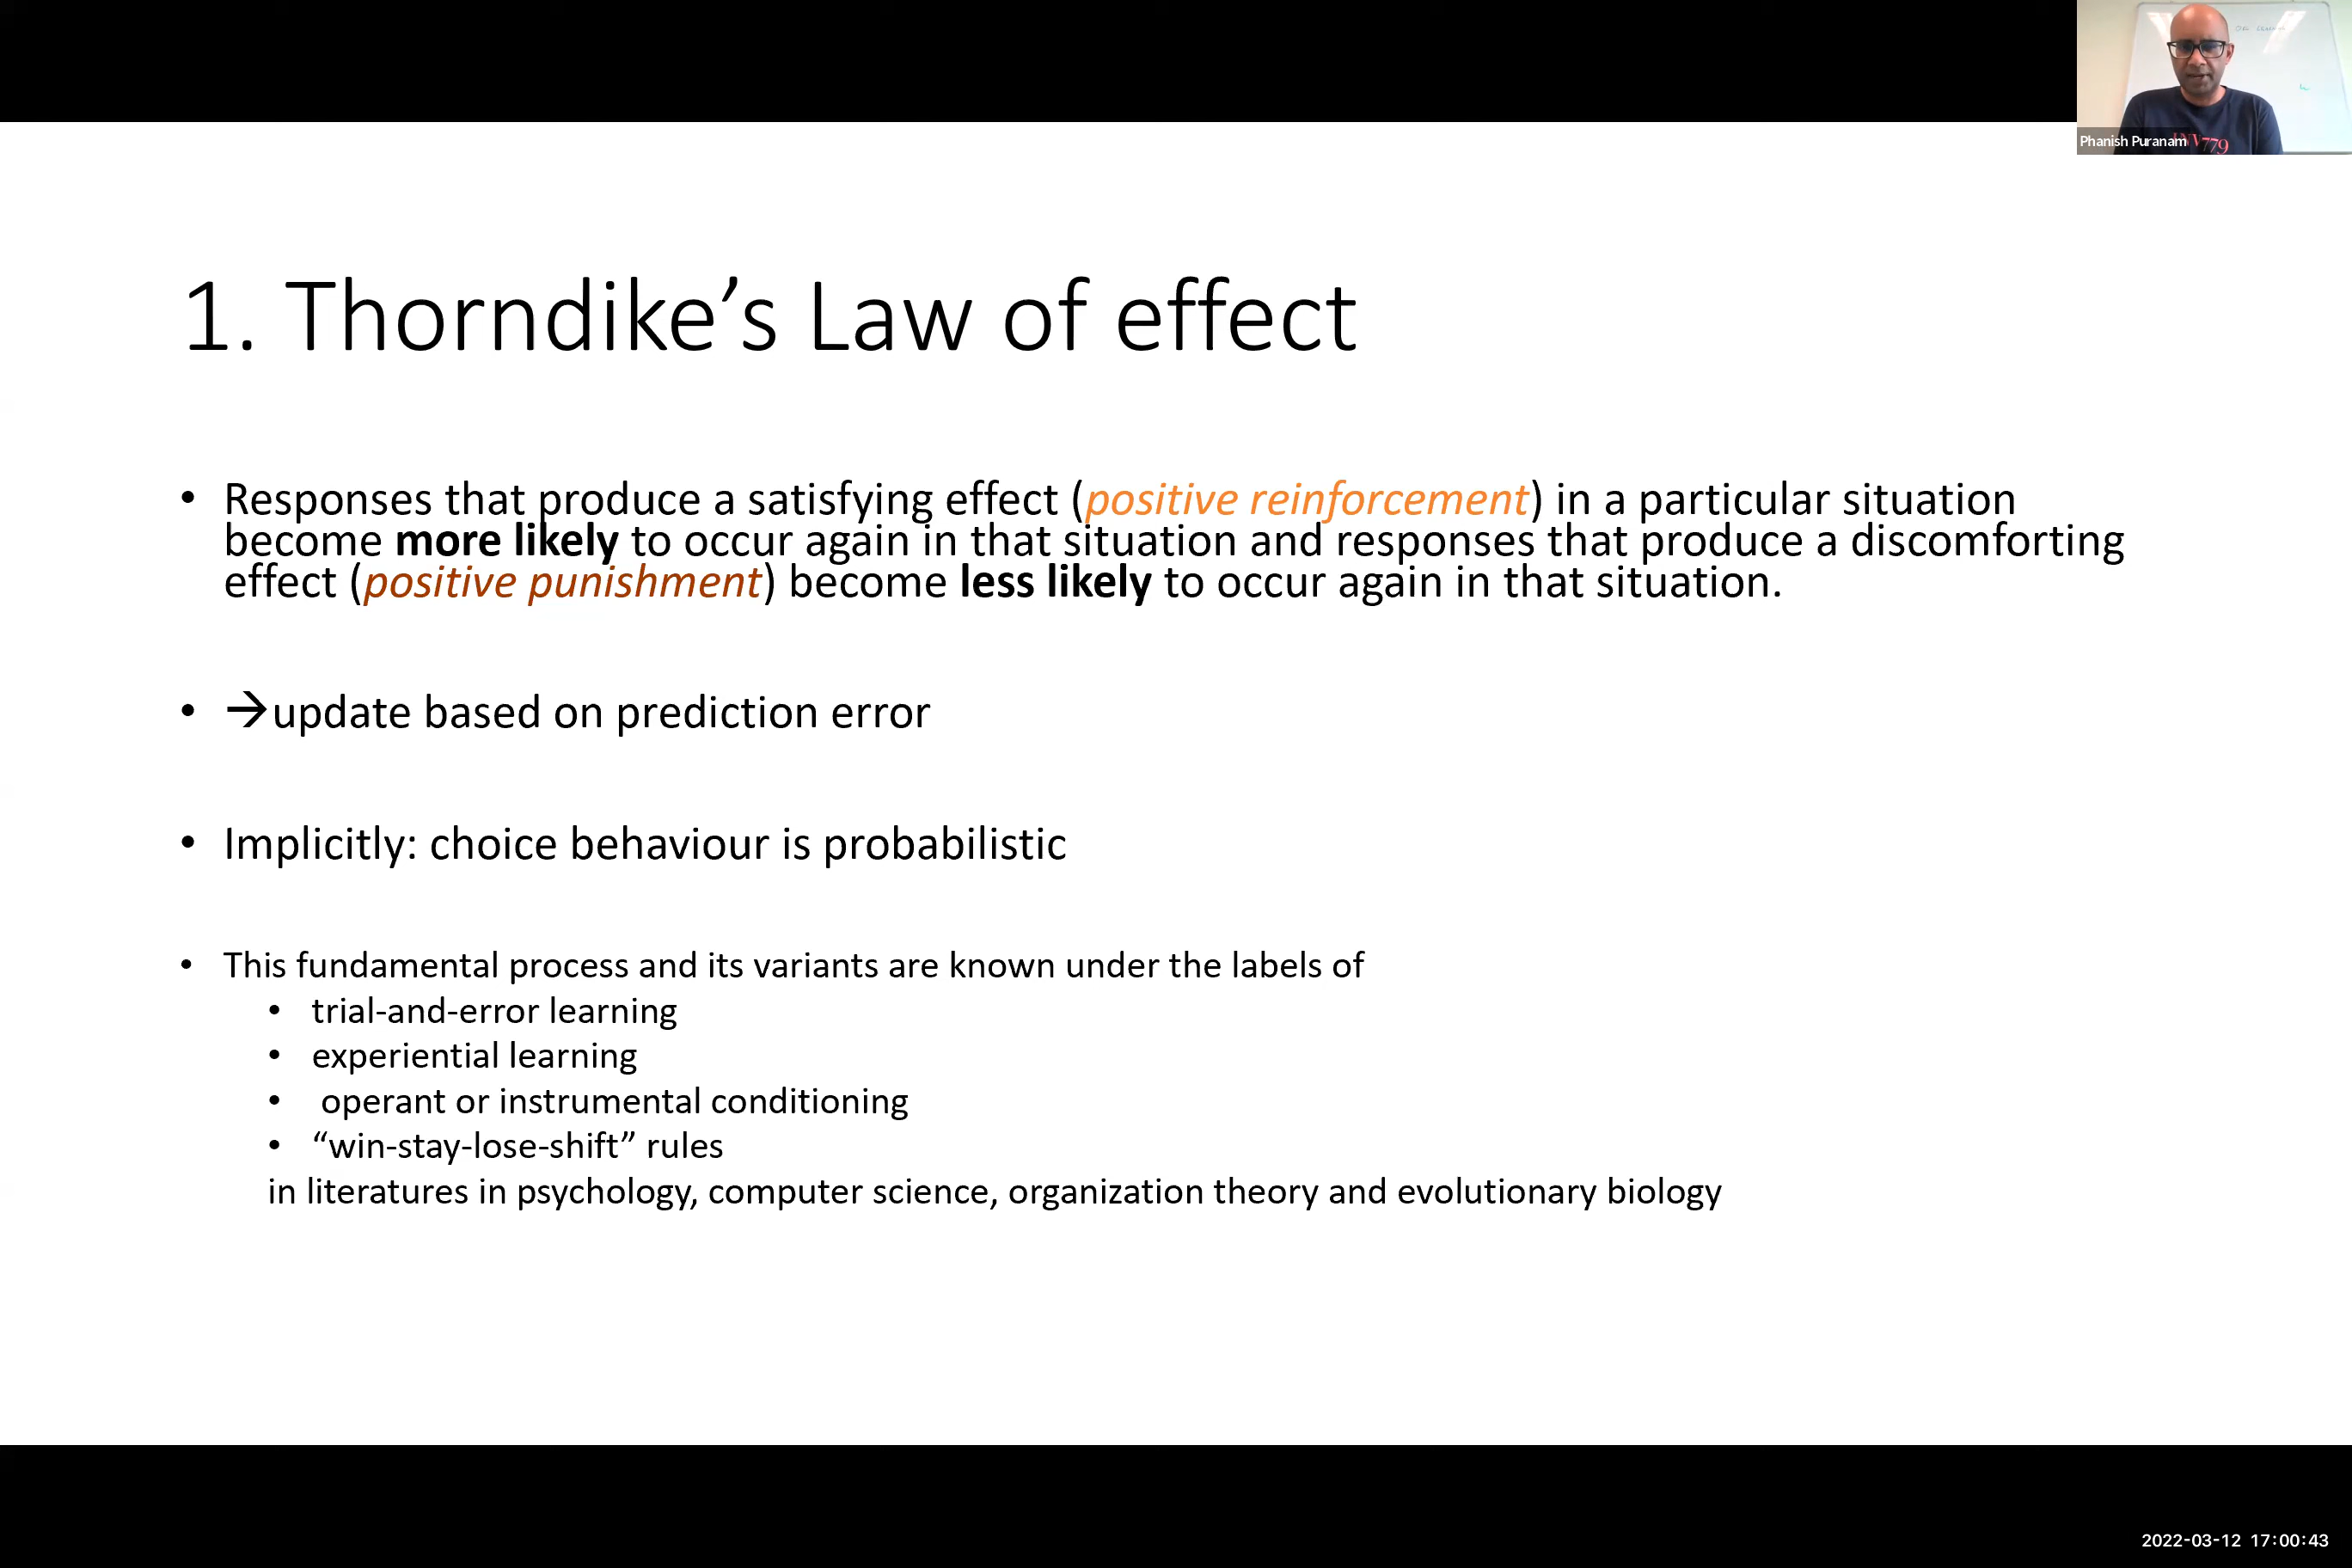 Phanish Puranam
1. Thorndike’s Law of effect
• Responses that produce a satisfying effect (positive reinforcement) in a particular situation
become more likely to occur again in that situation and responses that produce a discomforting
effect (positive punishment) become less likely to occur again in that situation.
• →update based on prediction error
• Implicitly: choice behaviour is probabilistic
• This fundamental process and its variants are known under the labels of
• trial-and-error learning
• experiential learning
• operant or instrumental conditioning
• “win-stay-lose-shift” rules
in literatures in psychology, computer science, organization theory and evolutionary biology
2022-03-12 17:00:43